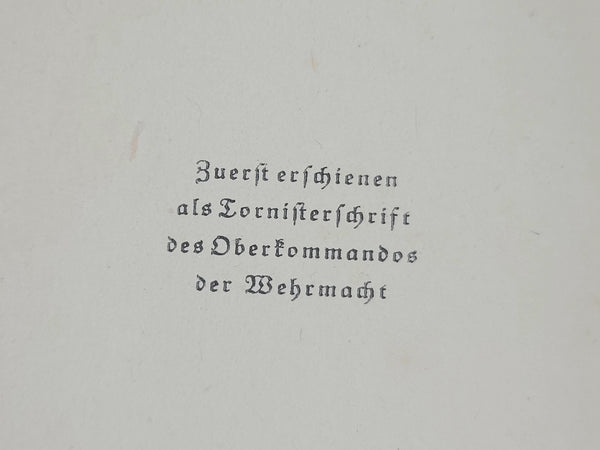 Zuerst erschienen
als Tornisterschrift
des Oberkommandos
der Wehrmacht